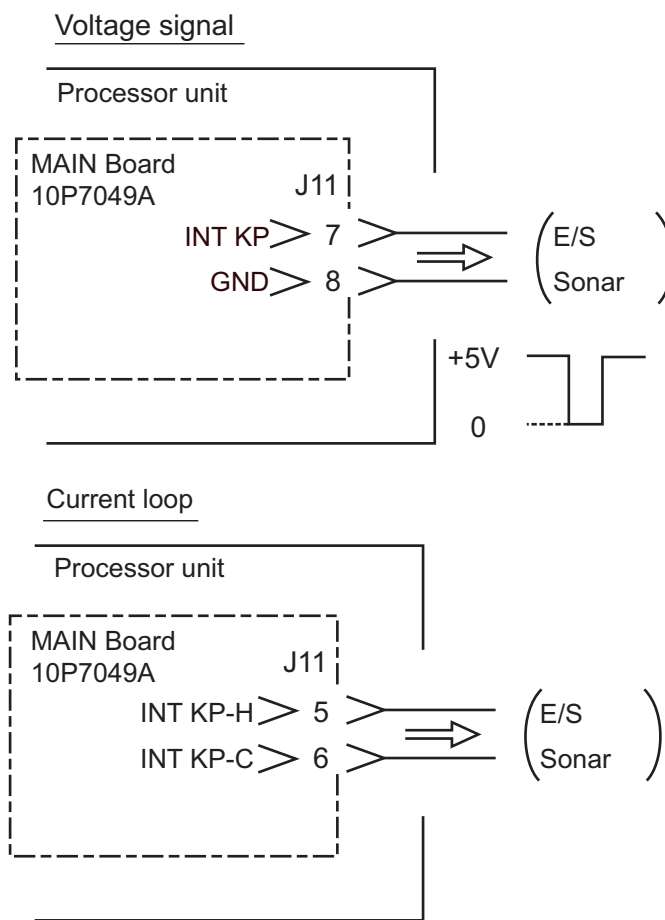 Voltage signal
Processor unit
MAIN Board
10P7049A
J11
INT KP 7
GND 8
E/S
Sonar
+5V
0
Current loop
Processor unit
MAIN Board
10P7049A
J11
INT KP-H 5
INT KP-C 6
E/S
Sonar